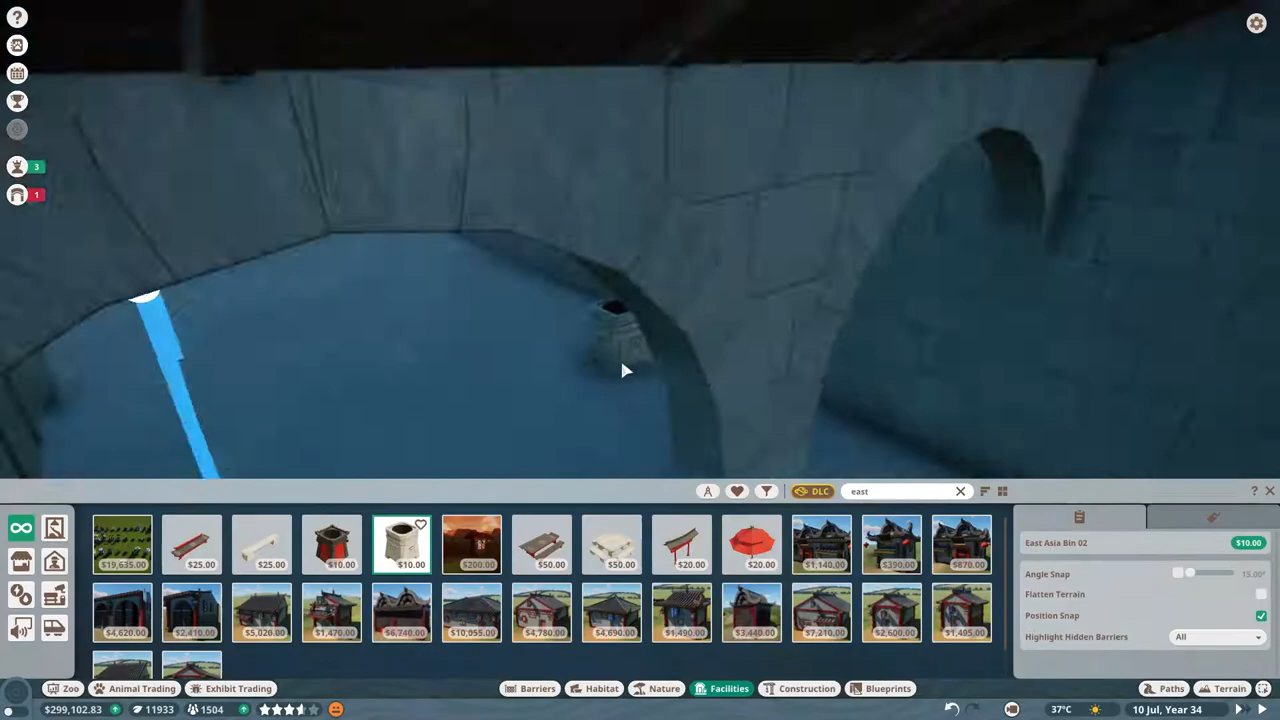 ?
3
1
DLC
east
?
$19,635.00
$25.00
$25.00
$10.00
$10.00
$200.00
$50.00
$50.00
$20.00
$20.00
$1,140.00
$390.00
$870.00
East Asia Bin 02
$10.00
Angle Snap
15.00°
Flatten Terrain
Position Snap
Highlight Hidden Barriers
All
$4,620.00
$2,410.00
$5,026.00
$1,470.00
$6,740.00
$10,055.00
$4,780.00
$4,690.00
$1,490.00
$3,440.00
$7,210.00
$2,600.00
$1,495.00
Zoo
Animal Trading
Exhibit Trading
Barriers
Habitat
Nature
Facilities
Construction
Blueprints
Paths
Terrain
$299,102.83
11933
1504
37°C
10 Jul, Year 34